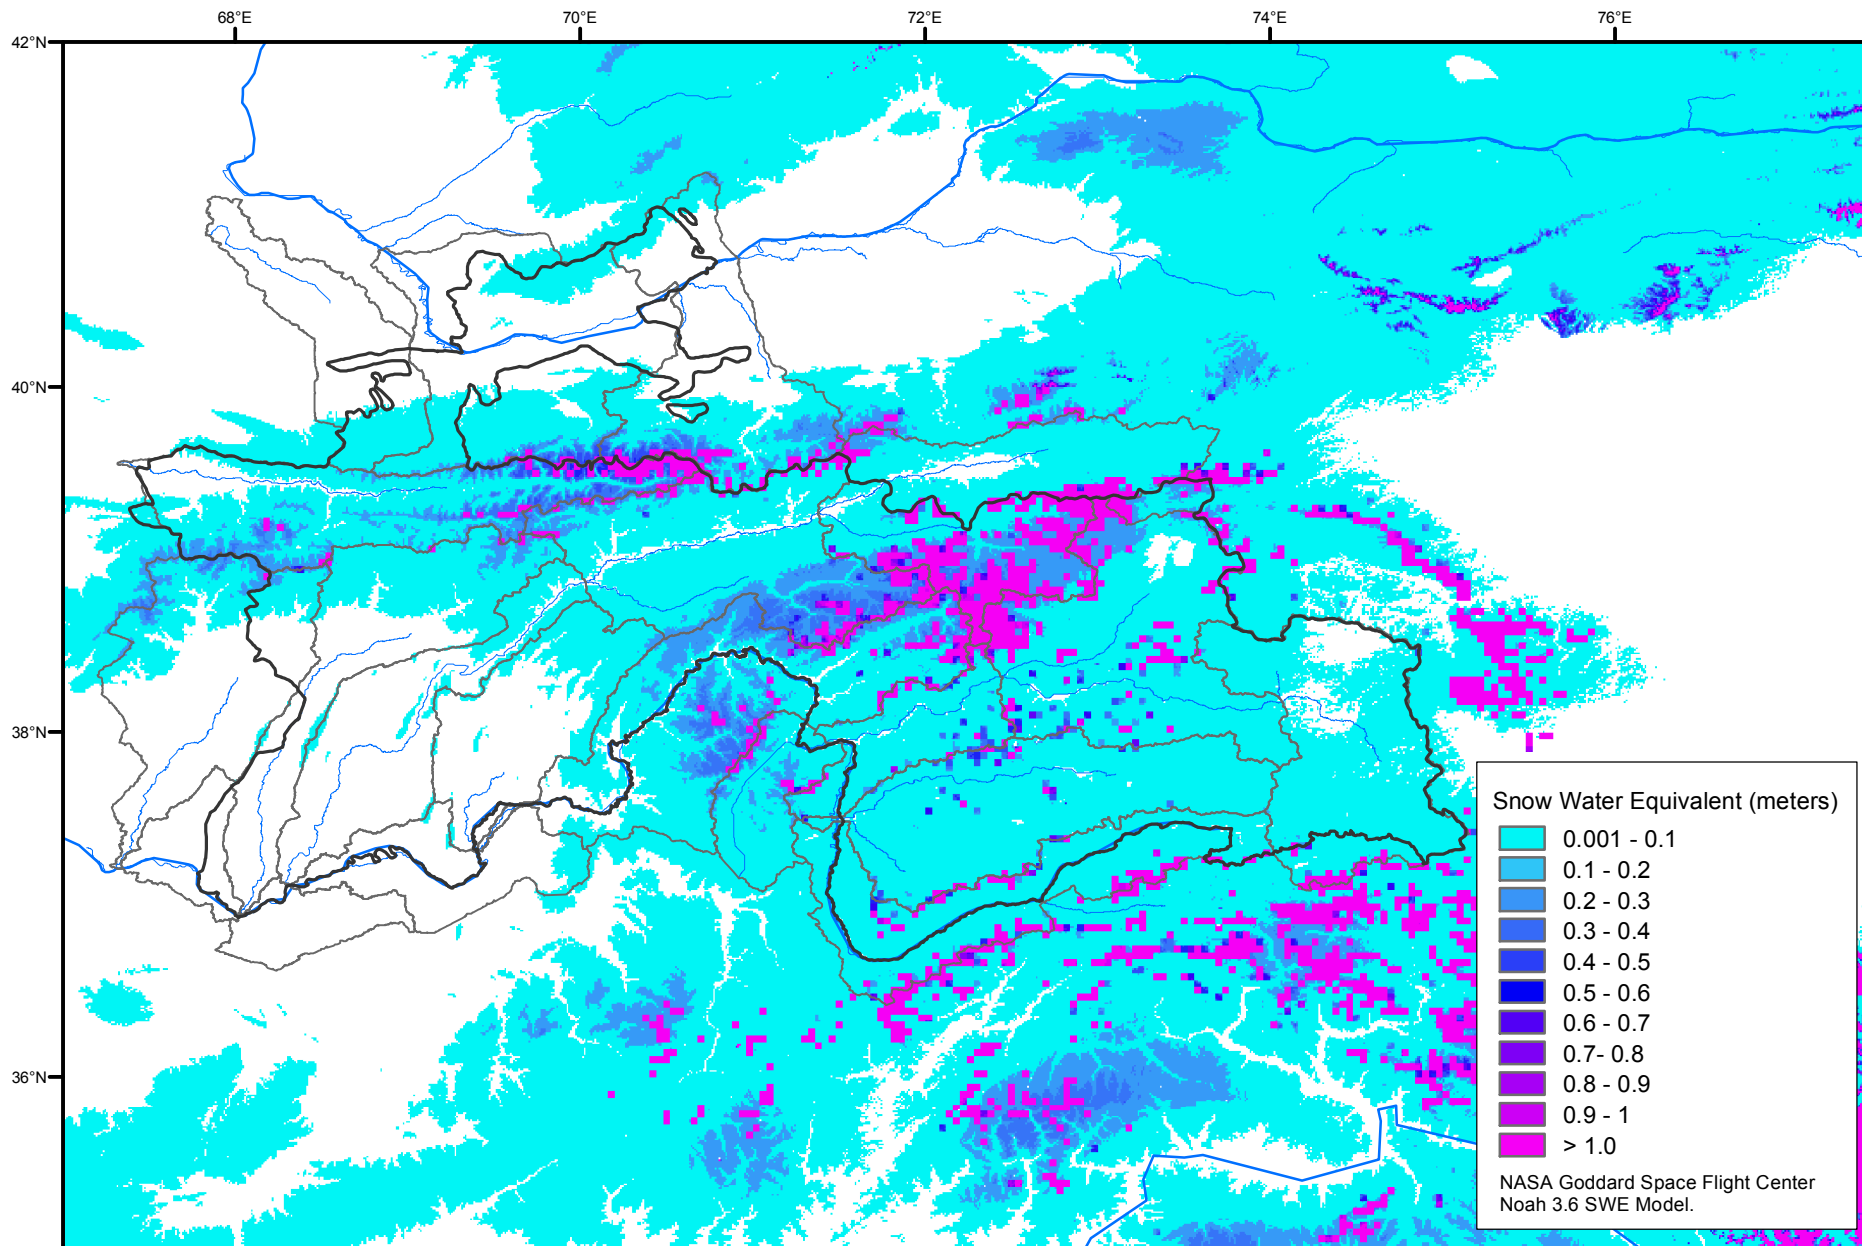 68°E 70°E 72°E 74°E 76°E
42°N
40°N
38°N
36°N
Snow Water Equivalent (meters)
0.001 - 0.1
0.1 - 0.2
0.2 - 0.3
0.3 - 0.4
0.4 - 0.5
0.5 - 0.6
0.6 - 0.7
0.7- 0.8
0.8 - 0.9
0.9 - 1
> 1.0
NASA Goddard Space Flight Center
Noah 3.6 SWE Model.